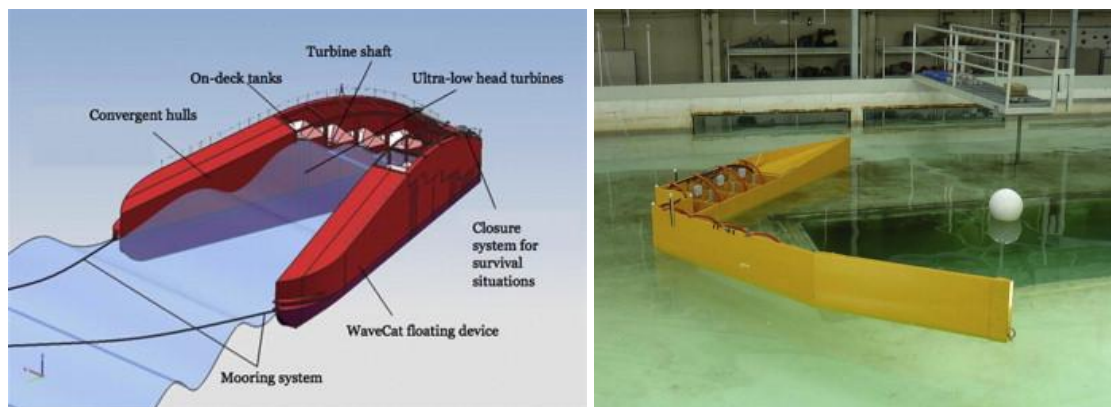 Turbine shaft
On-deck tanks
Ultra-low head turbines
Convergent hulls
Closure
system for
survival
situations
WaveCat floating device
Mooring system